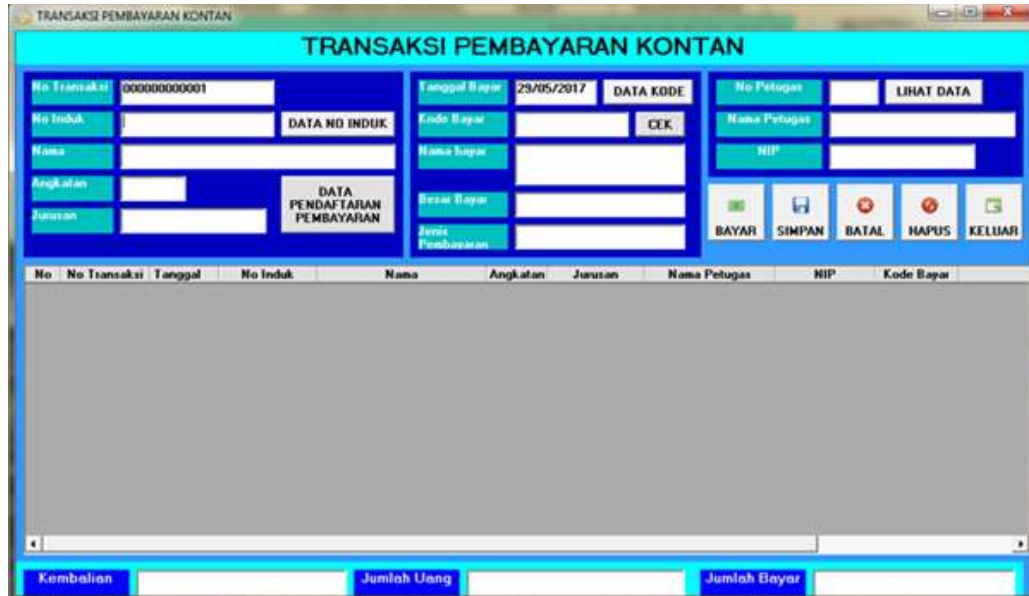 TRANSAKSI PEMBAYARAN KONTAN
TRANSAKSI PEMBAYARAN KONTAN
No Transaksi 000000000001
No Induk DATA NO INDUK
Nama
Angkatan
DATA PENDAFTARAN PEMBAYARAN
Jurusan
Tanggal Bayar 29/05/2017 DATA KODE
Kode Bayar CEK
Nama bayar
Besar Bayar
Jenis Pembayaran
No Petugas LIHAT DATA
Nama Petugas
NIP
BAYAR SIMPAN BATAL HAPUS KELUAR
No No Transaksi Tanggal No Induk Nama Angkatan Jurusan Nama Petugas NIP Kode Bayar
Kembalian Jumlah Uang Jumlah Bayar